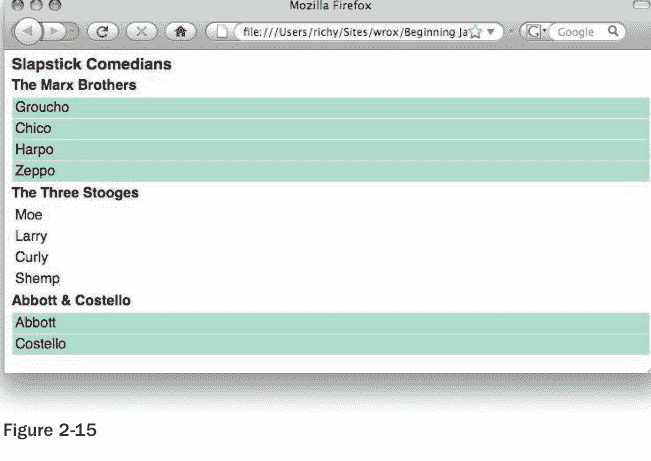 Mozilla Firefox
file:///Users/richy/Sites/wrox/Beginning Ja
G
Google
Slapstick Comedians
The Marx Brothers
Groucho
Chico
Harpo
Zeppo
The Three Stooges
Moe
Larry
Curly
Shemp
Abbott & Costello
Abbott
Costello
Figure 2-15